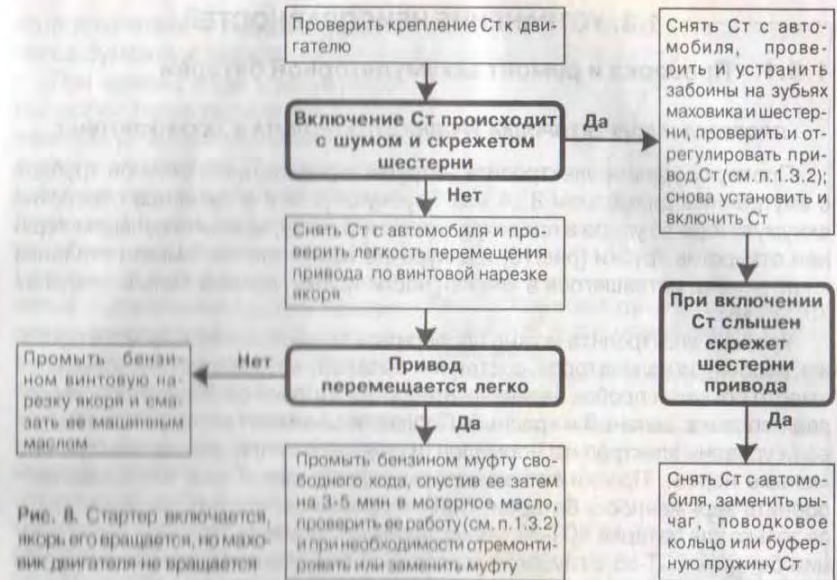 Проверить крепление Ст к дви-
гателю
Включение Ст происходит
с шумом и скрежетом
шестерни
Да
Снять Ст с авто-
мобиля, прове-
рить и устранить
забоины на зубьях
маховика и шестер-
ни, проверить и от-
регулировать при-
вод Ст (см. п. 1.3.2);
снова установить и
включить Ст
Нет
Снять Ст с автомобиля и про-
верить легкость перемещения
привода по винтовой нарезке
якоря
При включении
Ст слышен
скрежет
шестерни
привода
Привод
перемещается легко
Нет
Промыть бензи-
ном винтовую на-
резку якоря и сма-
зать ее машинным
маслом
Да
Да
Промыть бензином муфту сво-
бодного хода, опустив ее затем
на 3-5 мин в моторное масло,
проверить ее работу (см. п. 1.3.2)
и при необходимости отремонти-
ровать или заменить муфту
Снять Ст с автомо-
биля, заменить ры-
чаг, поводковое
кольцо или буфер-
ную пружину Ст
Рис. 8. Стартер включается,
якорь его вращается, но махо-
вик двигателя не вращается